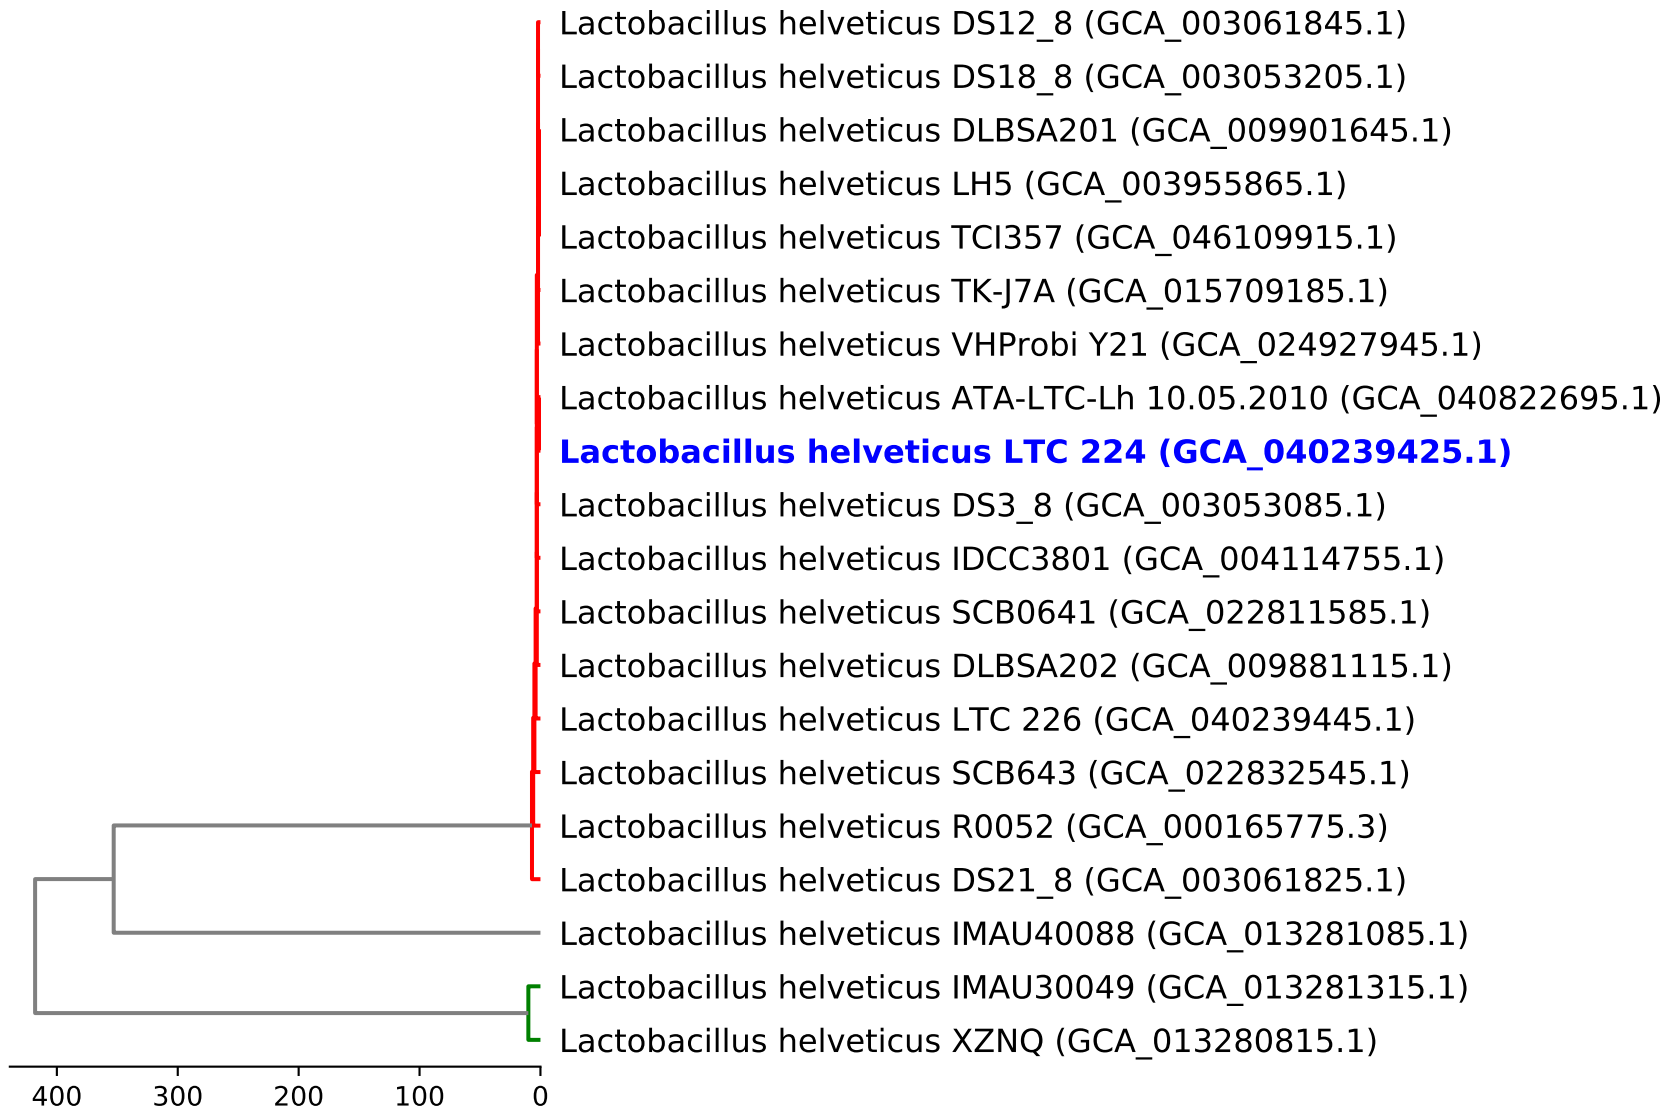 Lactobacillus helveticus DS12_8 (GCA_003061845.1)
Lactobacillus helveticus DS18_8 (GCA_003053205.1)
Lactobacillus helveticus DLBSA201 (GCA_009901645.1)
Lactobacillus helveticus LH5 (GCA_003955865.1)
Lactobacillus helveticus TCI357 (GCA_046109915.1)
Lactobacillus helveticus TK-J7A (GCA_015709185.1)
Lactobacillus helveticus VHProbi Y21 (GCA_024927945.1)
Lactobacillus helveticus ATA-LTC-Lh 10.05.2010 (GCA_040822695.1)
Lactobacillus helveticus LTC 224 (GCA_040239425.1)
Lactobacillus helveticus DS3_8 (GCA_003053085.1)
Lactobacillus helveticus IDCC3801 (GCA_004114755.1)
Lactobacillus helveticus SCB0641 (GCA_022811585.1)
Lactobacillus helveticus DLBSA202 (GCA_009881115.1)
Lactobacillus helveticus LTC 226 (GCA_040239445.1)
Lactobacillus helveticus SCB643 (GCA_022832545.1)
Lactobacillus helveticus R0052 (GCA_000165775.3)
Lactobacillus helveticus DS21_8 (GCA_003061825.1)
Lactobacillus helveticus IMAU40088 (GCA_013281085.1)
Lactobacillus helveticus IMAU30049 (GCA_013281315.1)
Lactobacillus helveticus XZNQ (GCA_013280815.1)
400 300 200 100 0